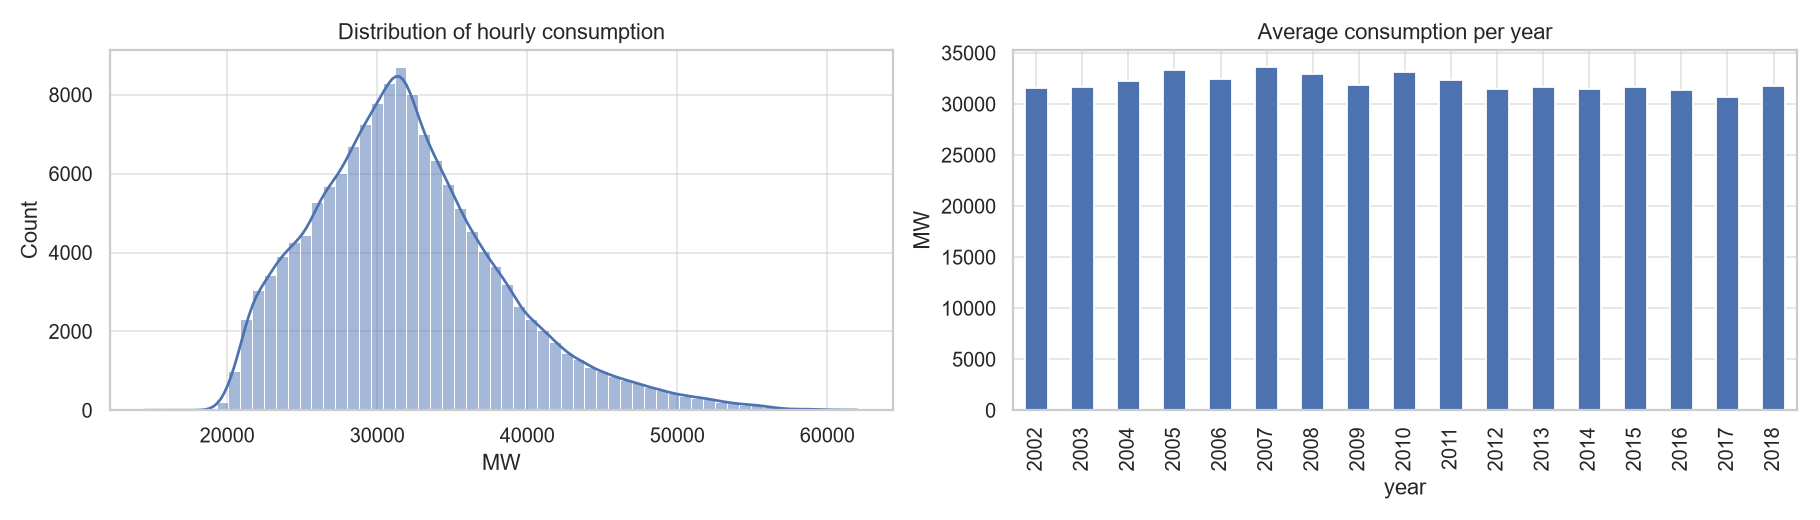 Distribution of hourly consumption
8000
6000
4000
2000
0
Count
20000 30000 40000 50000 60000
MW
Average consumption per year
35000
30000
25000
20000
15000
10000
5000
0
MW
2002 2003 2004 2005 2006 2007 2008 2009 2010 2011 2012 2013 2014 2015 2016 2017 2018
year